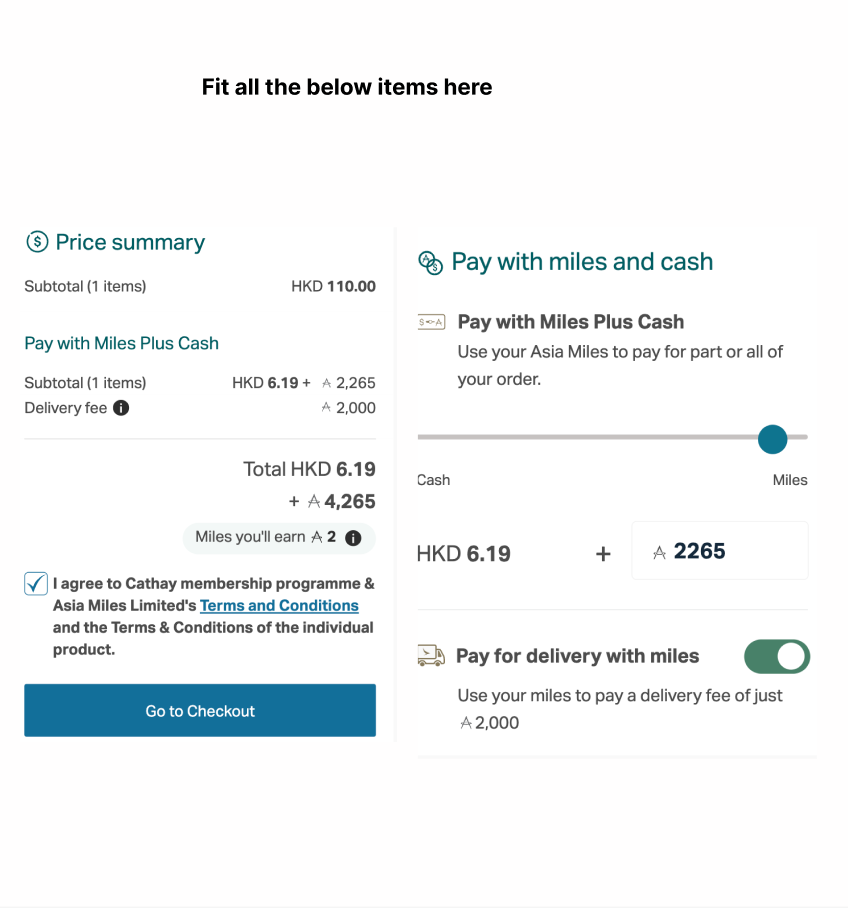 Fit all the below items here
Price summary
Subtotal (1 items) HKD 110.00
Pay with Miles Plus Cash
Subtotal (1 items) HKD 6.19 + A 2,265
Delivery fee i A 2,000
Total HKD 6.19
+ A 4,265
Miles you'll earn A 2 i
I agree to Cathay membership programme &
Asia Miles Limited's Terms and Conditions
and the Terms & Conditions of the individual
product.
Go to Checkout
Pay with miles and cash
Pay with Miles Plus Cash
Use your Asia Miles to pay for part or all of
your order.
Cash Miles
HKD 6.19 + A 2265
Pay for delivery with miles
Use your miles to pay a delivery fee of just
A 2,000